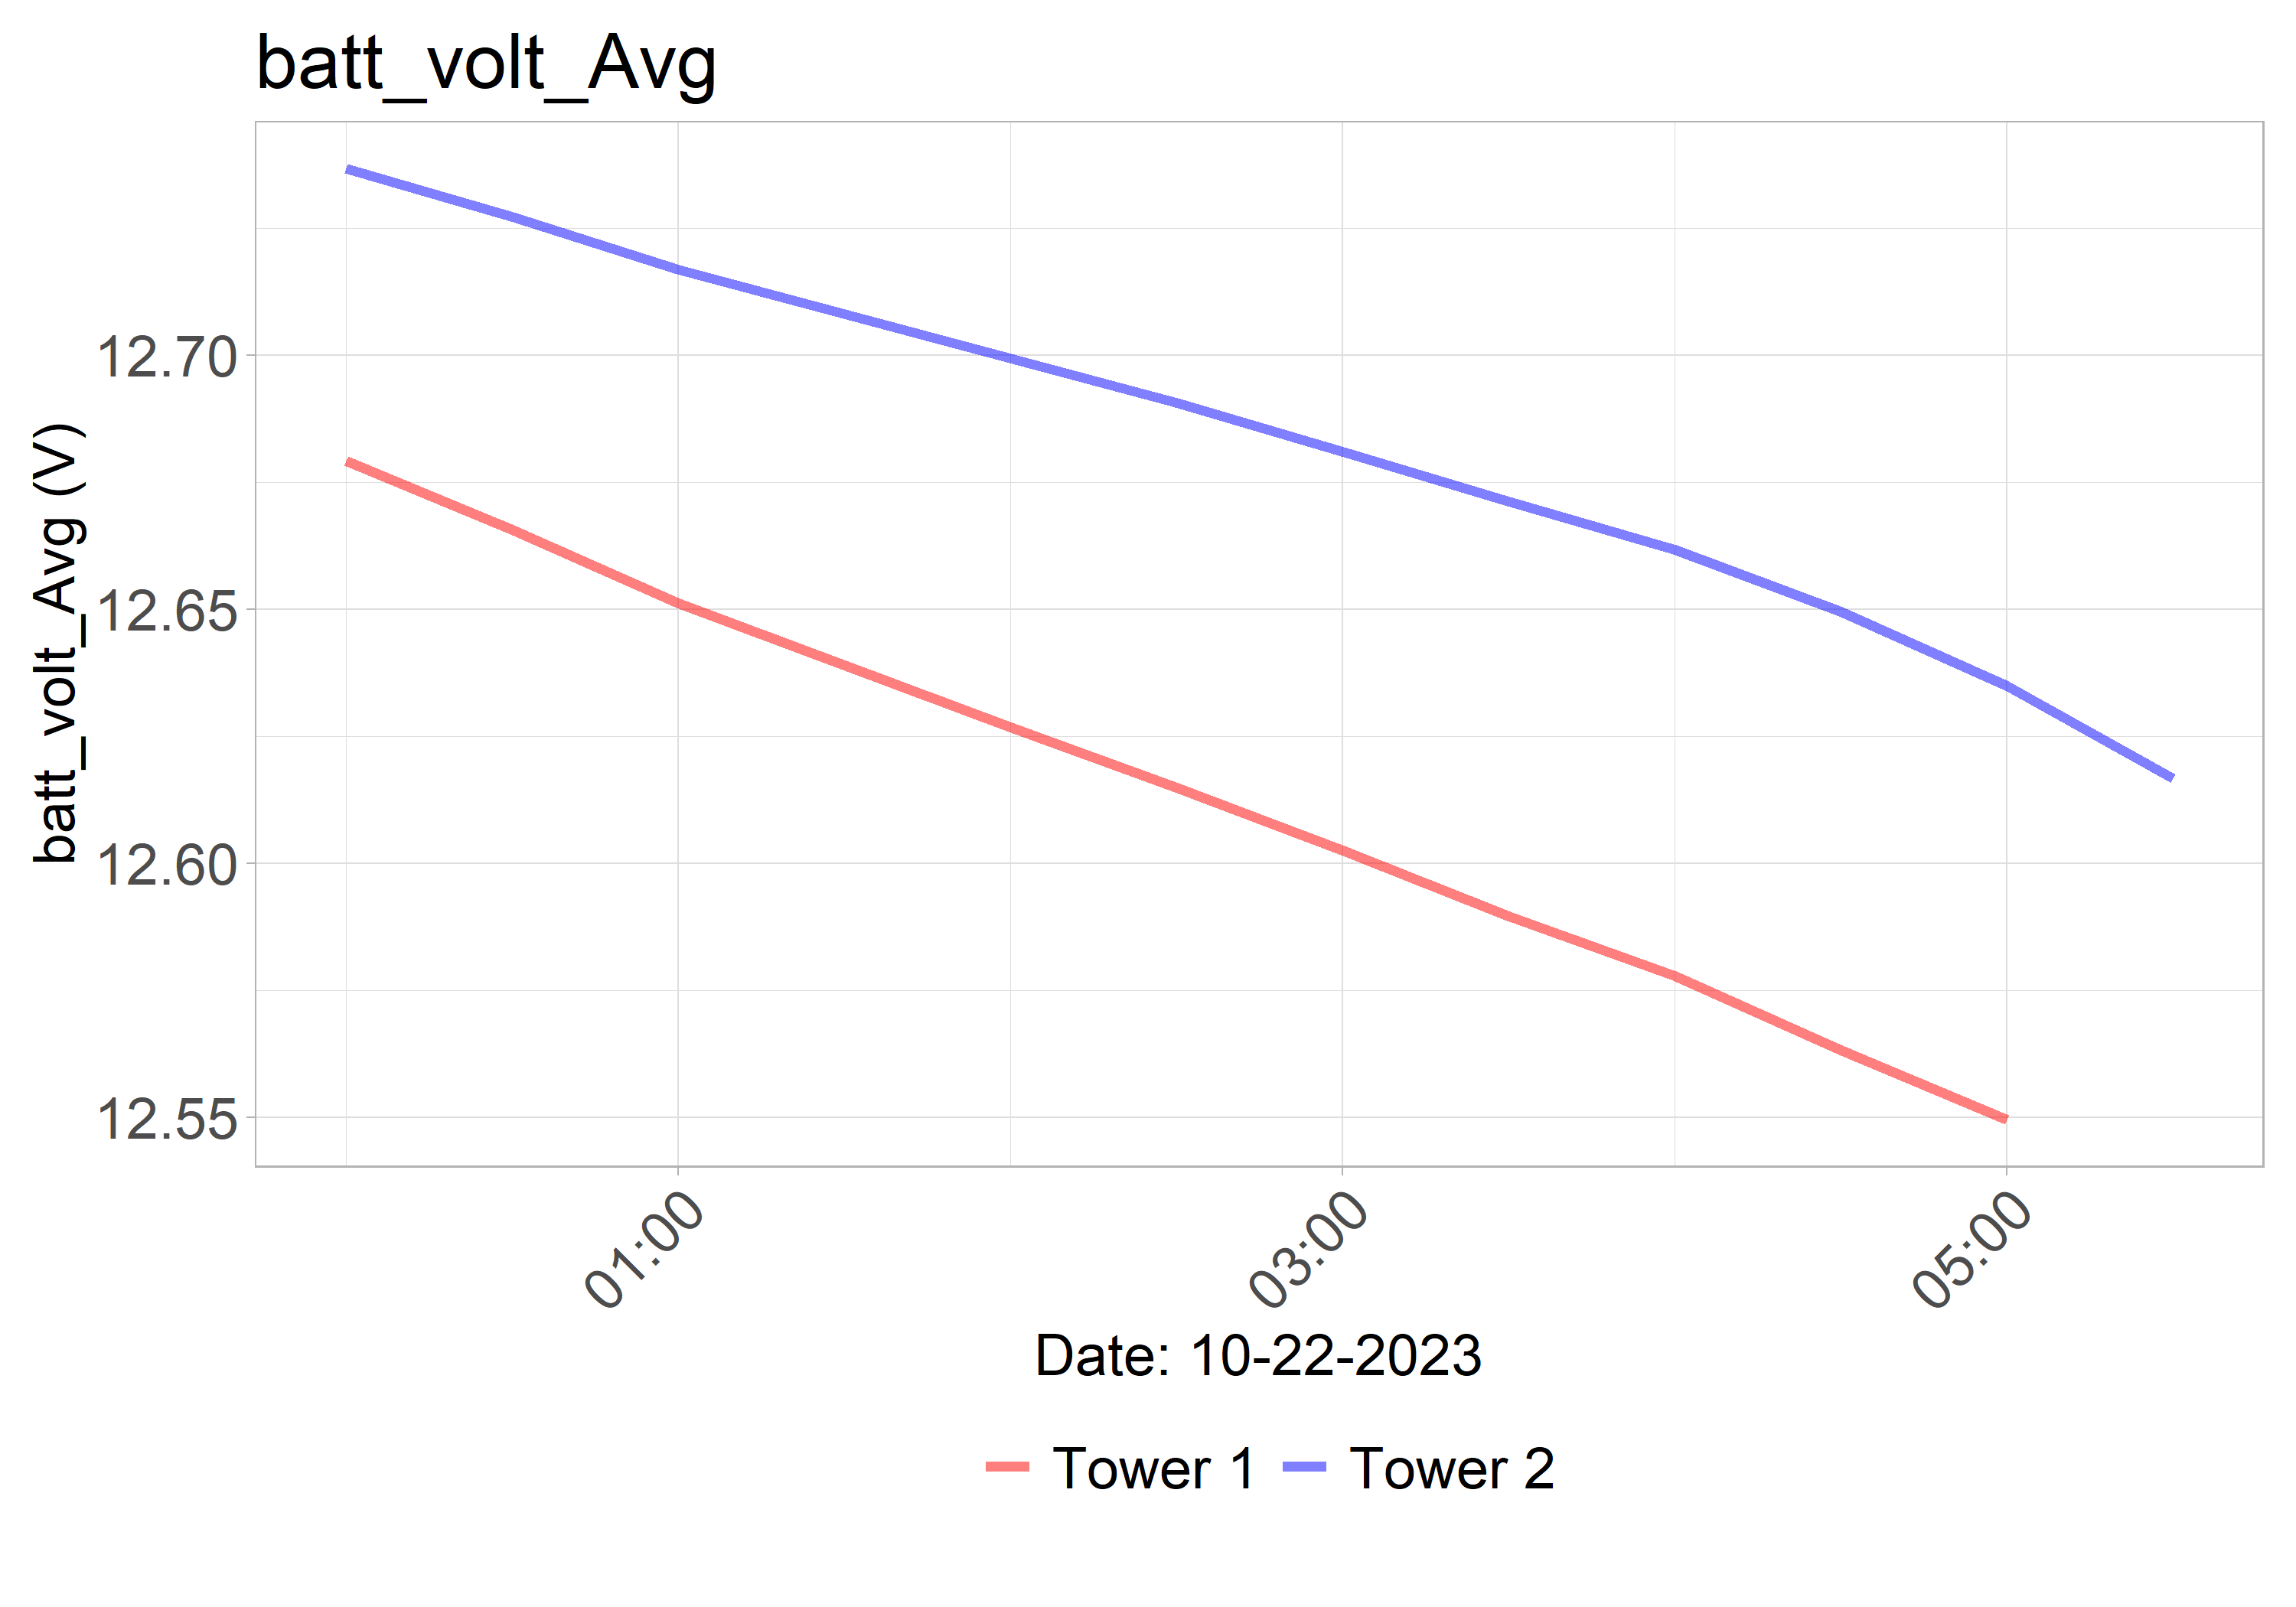 batt_volt_Avg
batt_volt_Avg (V)
12.70
12.65
12.60
12.55
01:00
03:00
05:00
Date: 10-22-2023
Tower 1
Tower 2